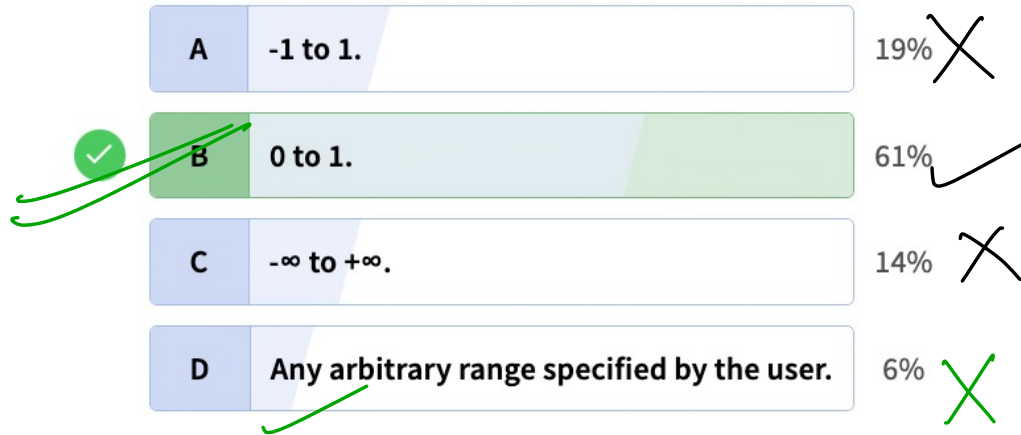 A -1 to 1. 19%
B 0 to 1. 61%
C -∞ to +∞. 14%
D Any arbitrary range specified by the user. 6%